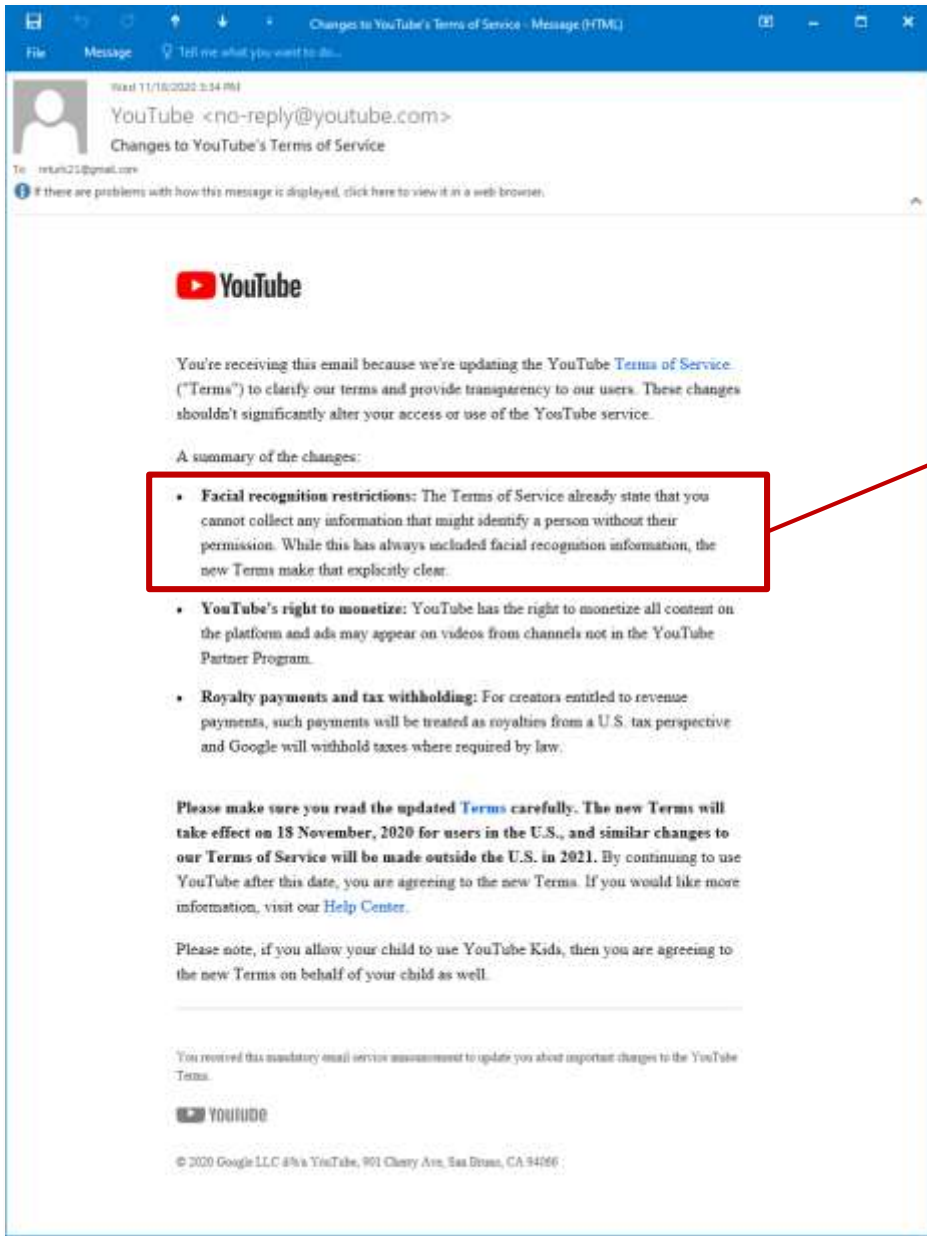 Changes to YouTube's Terms of Service - Message (HTML)
File Message Tell me what you want to do...
Wed 11/18/2020 3:34 PM
YouTube <no-reply@youtube.com>
Changes to YouTube's Terms of Service
To
If there are problems with how this message is displayed, click here to view it in a web browser.
YouTube
You're receiving this email because we're updating the YouTube Terms of Service
("Terms") to clarify our terms and provide transparency to our users. These changes
shouldn't significantly alter your access or use of the YouTube service.
A summary of the changes:
• Facial recognition restrictions: The Terms of Service already state that you
cannot collect any information that might identify a person without their
permission. While this has always included facial recognition information, the
new Terms make that explicitly clear.
• YouTube's right to monetize: YouTube has the right to monetize all content on
the platform and ads may appear on videos from channels not in the YouTube
Partner Program.
• Royalty payments and tax withholding: For creators entitled to revenue
payments, such payments will be treated as royalties from a U.S. tax perspective
and Google will withhold taxes where required by law.
Please make sure you read the updated Terms carefully. The new Terms will
take effect on 18 November, 2020 for users in the U.S., and similar changes to
our Terms of Service will be made outside the U.S. in 2021. By continuing to use
YouTube after this date, you are agreeing to the new Terms. If you would like more
information, visit our Help Center.
Please note, if you allow your child to use YouTube Kids, then you are agreeing to
the new Terms on behalf of your child as well.
You received this mandatory email service announcement to update you about important changes to the YouTube
Terms.
YouTube
© 2020 Google LLC d/b/a YouTube, 901 Cherry Ave, San Bruno, CA 94066